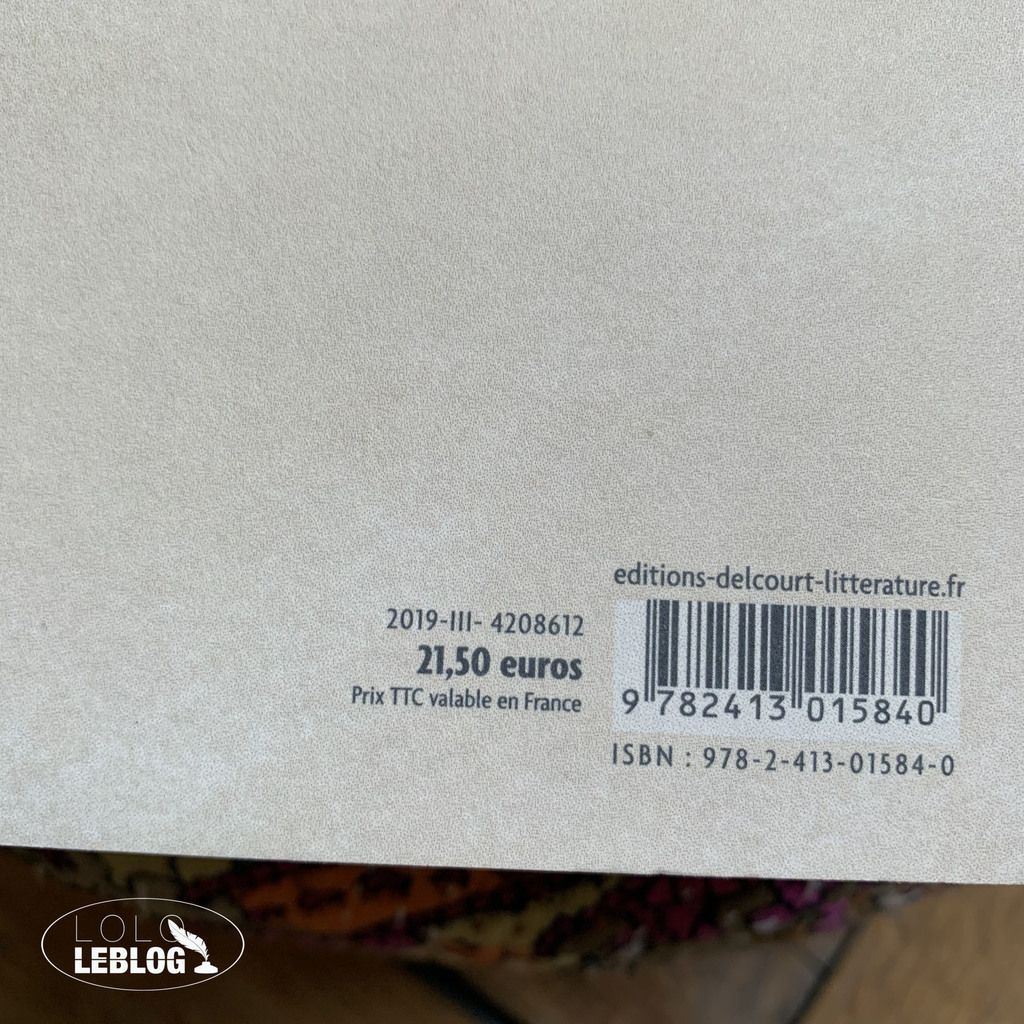 editions-delcourt-litterature.fr
2019-III- 4208612
21,50 euros
Prix TTC valable en France
9 782413 015840
ISBN : 978-2-413-01584-0
LOLO
LEBLOG